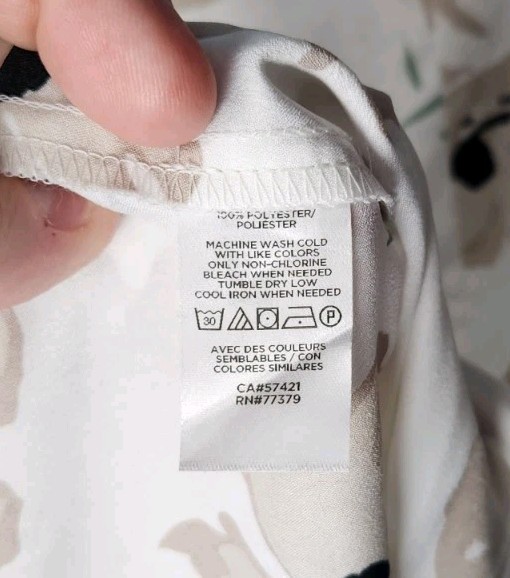 100% POLYESTER/
POLIESTER
MACHINE WASH COLD
WITH LIKE COLORS
ONLY NON-CHLORINE
BLEACH WHEN NEEDED
TUMBLE DRY LOW
COOL IRON WHEN NEEDED
30 P
AVEC DES COULEURS
SEMBLABLES / CON
COLORES SIMILARES
CA#57421
RN#77379